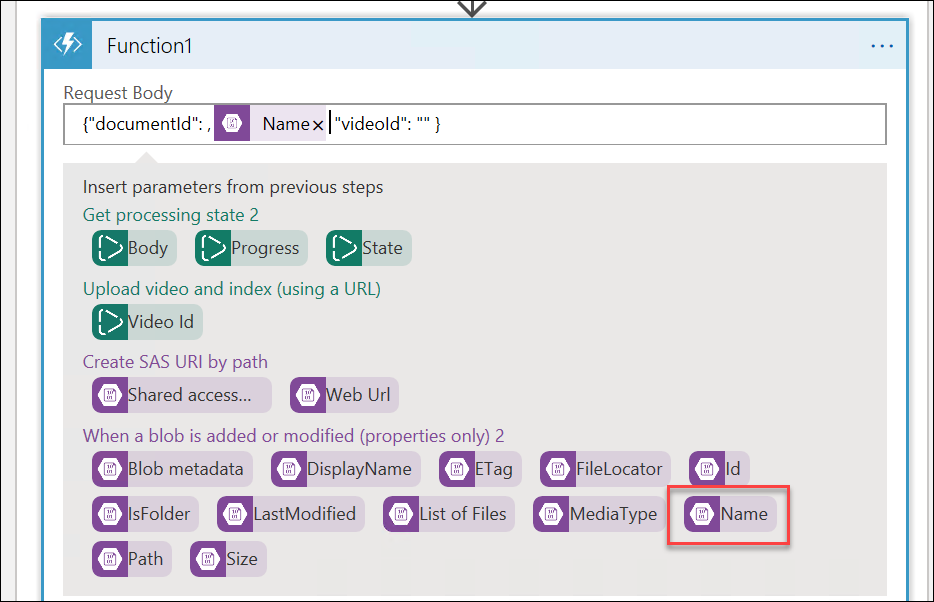 Function1 ...
Request Body
{"documentId": , Name× "videoId": "" }
Insert parameters from previous steps
Get processing state 2
Body Progress State
Upload video and index (using a URL)
Video Id
Create SAS URI by path
Shared access... Web Url
When a blob is added or modified (properties only) 2
Blob metadata DisplayName ETag FileLocator Id
IsFolder LastModified List of Files MediaType Name
Path Size